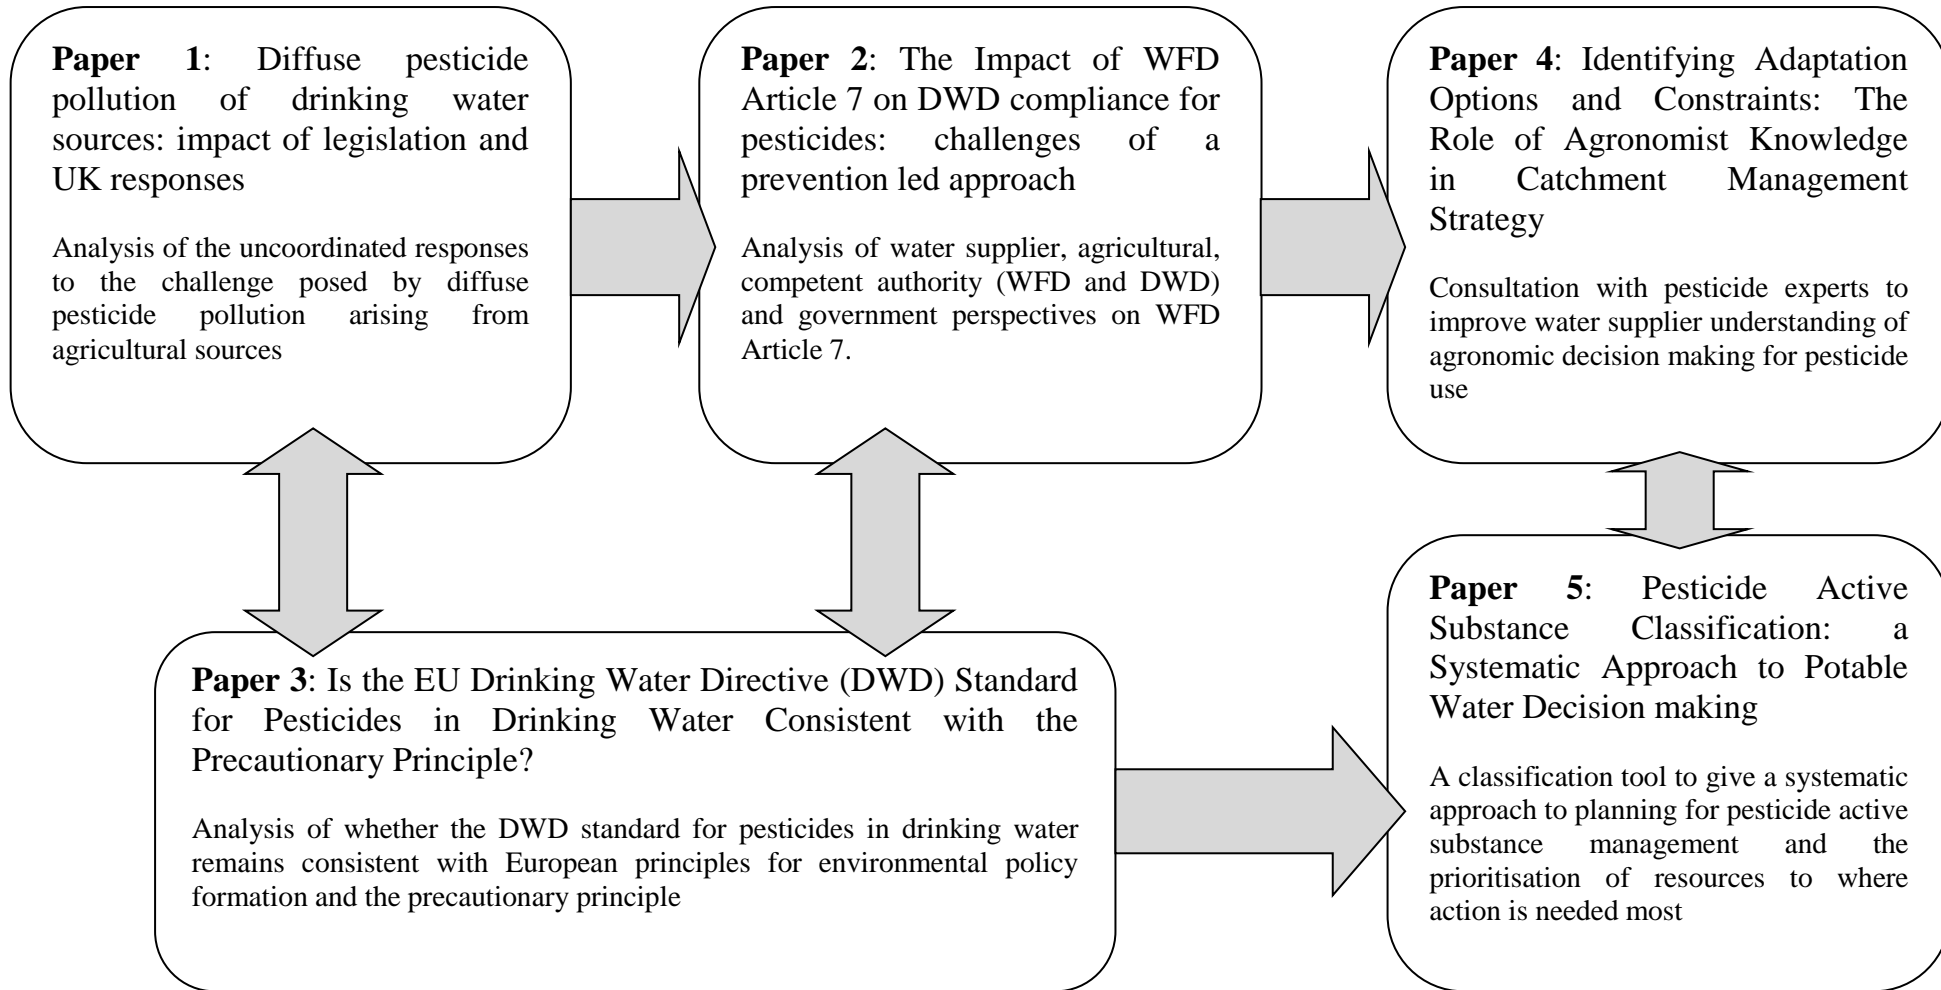 Paper 1: Diffuse pesticide
pollution of drinking water
sources: impact of legislation and
UK responses
Analysis of the uncoordinated responses
to the challenge posed by diffuse
pesticide pollution arising from
agricultural sources
Paper 2: The Impact of WFD
Article 7 on DWD compliance for
pesticides: challenges of a
prevention led approach
Analysis of water supplier, agricultural,
competent authority (WFD and DWD)
and government perspectives on WFD
Article 7.
Paper 4: Identifying Adaptation
Options and Constraints: The
Role of Agronomist Knowledge
in Catchment Management
Strategy
Consultation with pesticide experts to
improve water supplier understanding of
agronomic decision making for pesticide
use
Paper 3: Is the EU Drinking Water Directive (DWD) Standard
for Pesticides in Drinking Water Consistent with the
Precautionary Principle?
Analysis of whether the DWD standard for pesticides in drinking water
remains consistent with European principles for environmental policy
formation and the precautionary principle
Paper 5: Pesticide Active
Substance Classification: a
Systematic Approach to Potable
Water Decision making
A classification tool to give a systematic
approach to planning for pesticide active
substance management and the
prioritisation of resources to where
action is needed most